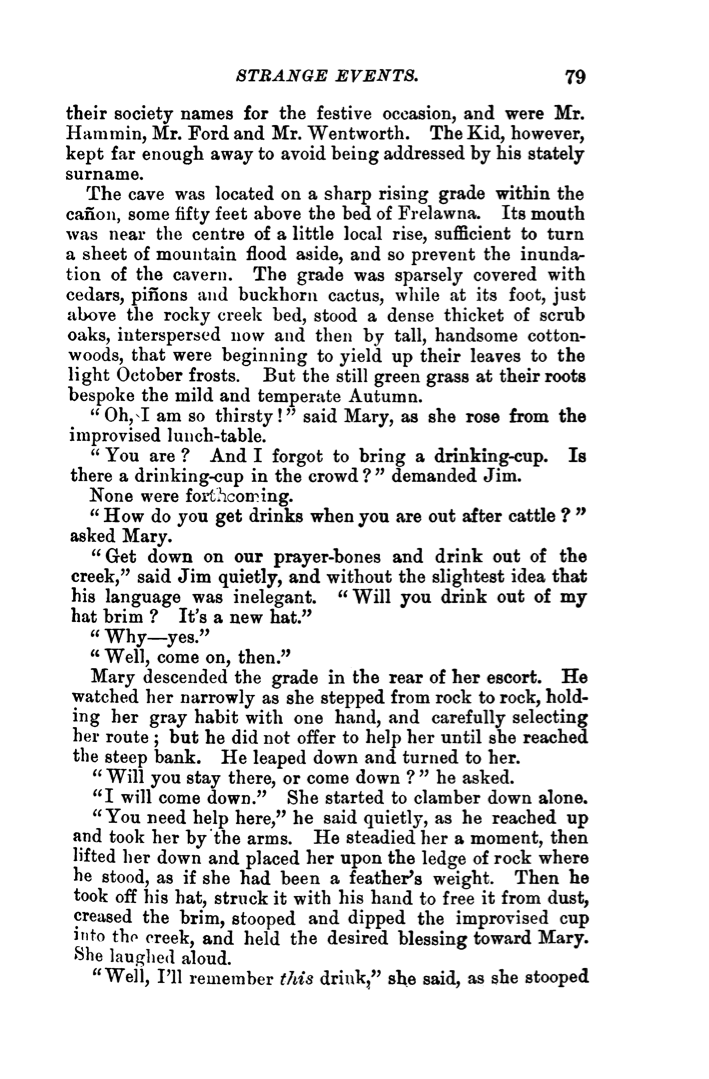 STRANGE EVENTS. 79
their society names for the festive occasion, and were Mr.
Hammin, Mr. Ford and Mr. Wentworth. The Kid, however,
kept far enough away to avoid being addressed by his stately
surname.
The cave was located on a sharp rising grade within the
cañon, some fifty feet above the bed of Frelawna. Its mouth
was near the centre of a little local rise, sufficient to turn
a sheet of mountain flood aside, and so prevent the inunda-
tion of the cavern. The grade was sparsely covered with
cedars, piñons and buckhorn cactus, while at its foot, just
above the rocky creek bed, stood a dense thicket of scrub
oaks, interspersed now and then by tall, handsome cotton-
woods, that were beginning to yield up their leaves to the
light October frosts. But the still green grass at their roots
bespoke the mild and temperate Autumn.
“Oh, I am so thirsty!” said Mary, as she rose from the
improvised lunch-table.
“You are? And I forgot to bring a drinking-cup. Is
there a drinking-cup in the crowd?” demanded Jim.
None were forthcoming.
“How do you get drinks when you are out after cattle?”
asked Mary.
“Get down on our prayer-bones and drink out of the
creek,” said Jim quietly, and without the slightest idea that
his language was inelegant. “Will you drink out of my
hat brim? It’s a new hat.”
“Why—yes.”
“Well, come on, then.”
Mary descended the grade in the rear of her escort. He
watched her narrowly as she stepped from rock to rock, hold-
ing her gray habit with one hand, and carefully selecting
her route; but he did not offer to help her until she reached
the steep bank. He leaped down and turned to her.
“Will you stay there, or come down?” he asked.
“I will come down.” She started to clamber down alone.
“You need help here,” he said quietly, as he reached up
and took her by the arms. He steadied her a moment, then
lifted her down and placed her upon the ledge of rock where
he stood, as if she had been a feather’s weight. Then he
took off his hat, struck it with his hand to free it from dust,
creased the brim, stooped and dipped the improvised cup
into the creek, and held the desired blessing toward Mary.
She laughed aloud.
“Well, I’ll remember this drink,” she said, as she stooped